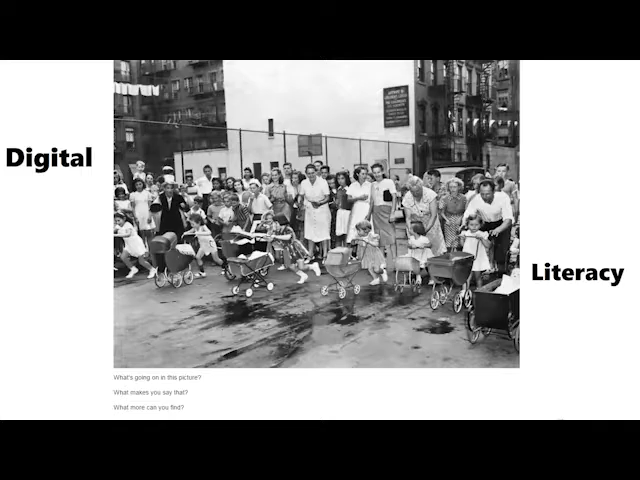 Digital
Literacy
What's going on in this picture?
What makes you say that?
What more can you find?